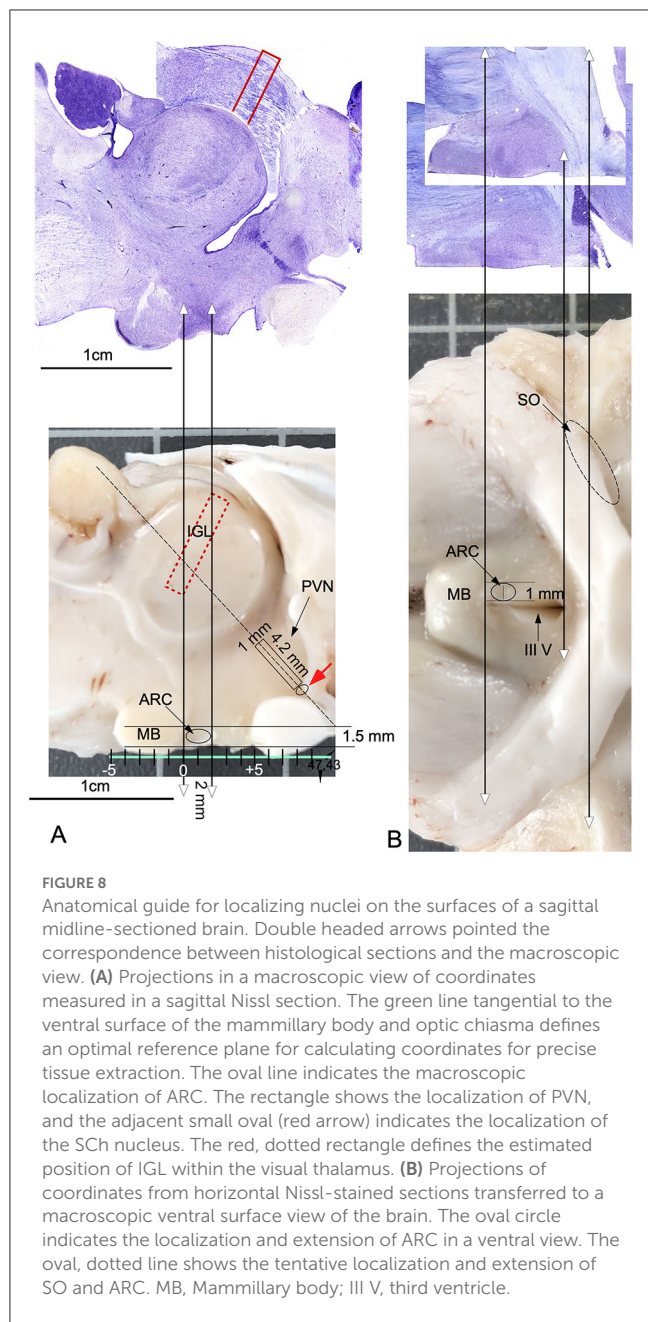 1cm
SO
IGL
PVN
1 mm
4.2 mm
ARC
MB
1.5 mm
-5
0
+5
47,43
2 mm
1cm
A
ARC
MB
1 mm
III V
B
FIGURE 8
Anatomical guide for localizing nuclei on the surfaces of a sagittal
midline-sectioned brain. Double headed arrows pointed the
correspondence between histological sections and the macroscopic
view. (A) Projections in a macroscopic view of coordinates
measured in a sagittal Nissl section. The green line tangential to the
ventral surface of the mammillary body and optic chiasma defines
an optimal reference plane for calculating coordinates for precise
tissue extraction. The oval line indicates the macroscopic
localization of ARC. The rectangle shows the localization of PVN,
and the adjacent small oval (red arrow) indicates the localization of
the SCh nucleus. The red, dotted rectangle defines the estimated
position of IGL within the visual thalamus. (B) Projections of
coordinates from horizontal Nissl-stained sections transferred to a
macroscopic ventral surface view of the brain. The oval circle
indicates the localization and extension of ARC in a ventral view. The
oval, dotted line shows the tentative localization and extension of
SO and ARC. MB, Mammillary body; III V, third ventricle.